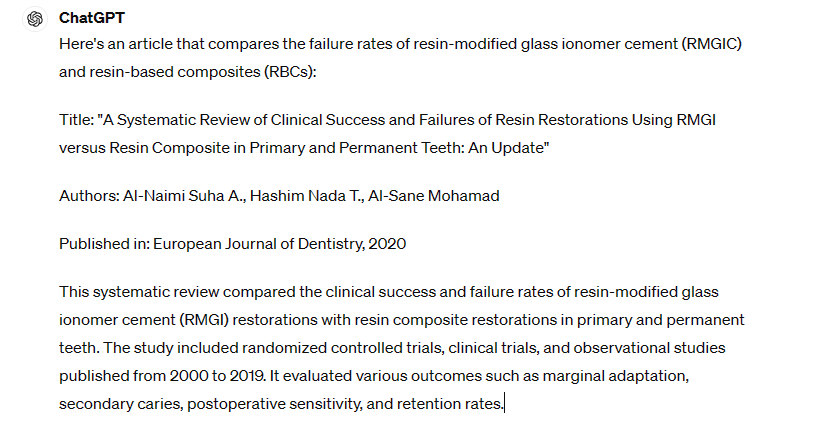 ChatGPT
Here's an article that compares the failure rates of resin-modified glass ionomer cement (RMGIC)
and resin-based composites (RBCs):
Title: "A Systematic Review of Clinical Success and Failures of Resin Restorations Using RMGI
versus Resin Composite in Primary and Permanent Teeth: An Update"
Authors: Al-Naimi Suha A., Hashim Nada T., Al-Sane Mohamad
Published in: European Journal of Dentistry, 2020
This systematic review compared the clinical success and failure rates of resin-modified glass
ionomer cement (RMGI) restorations with resin composite restorations in primary and permanent
teeth. The study included randomized controlled trials, clinical trials, and observational studies
published from 2000 to 2019. It evaluated various outcomes such as marginal adaptation,
secondary caries, postoperative sensitivity, and retention rates.